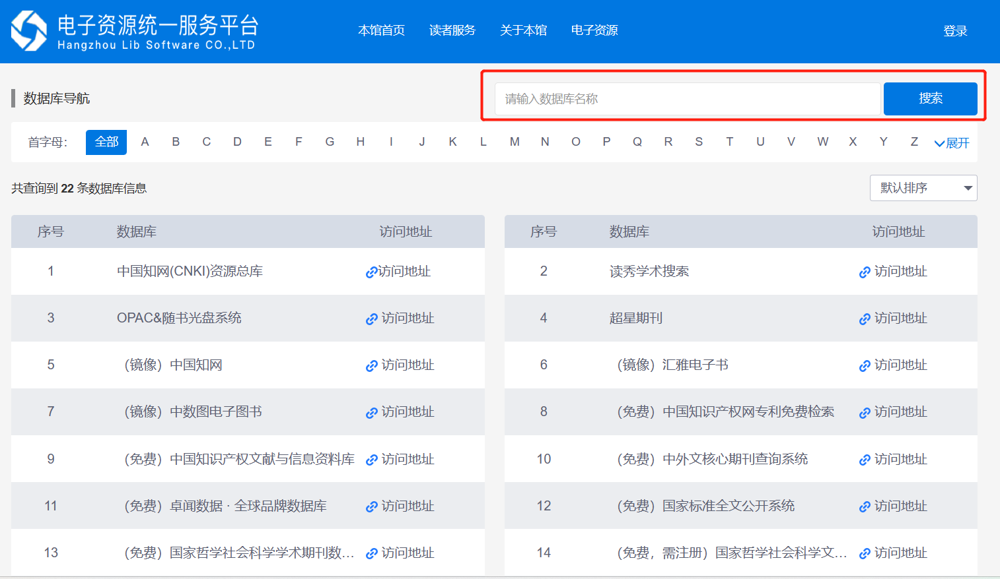 电子资源统一服务平台
Hangzhou Lib Software CO.,LTD
本馆首页 读者服务 关于本馆 电子资源 登录
数据库导航 请输入数据库名称 搜索
首字母： 全部 A B C D E F G H I J K L M N O P Q R S T U V W X Y Z 展开
共查询到 22 条数据库信息 默认排序
序号 数据库 访问地址 序号 数据库 访问地址
1 中国知网(CNKI)资源总库 访问地址 2 读秀学术搜索 访问地址
3 OPAC&随书光盘系统 访问地址 4 超星期刊 访问地址
5 （镜像）中国知网 访问地址 6 （镜像）汇雅电子书 访问地址
7 （镜像）中数图电子图书 访问地址 8 （免费）中国知识产权网专利免费检索 访问地址
9 （免费）中国知识产权文献与信息资料库 访问地址 10 （免费）中外文核心期刊查询系统 访问地址
11 （免费）卓闻数据 · 全球品牌数据库 访问地址 12 （免费）国家标准全文公开系统 访问地址
13 （免费）国家哲学社会科学学术期刊数... 访问地址 14 （免费，需注册）国家哲学社会科学文... 访问地址